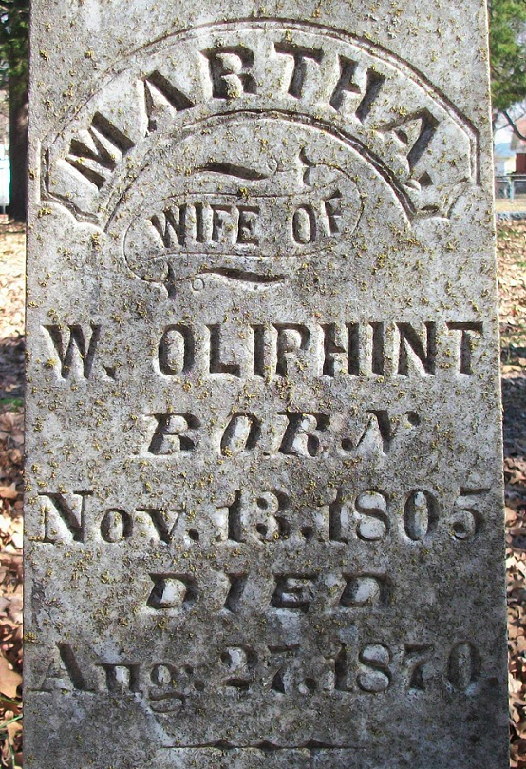 MARTHA.
WIFE OF
W. OLIPHINT
BORN
Nov. 13. 1805
DIED
Aug: 27. 1870.